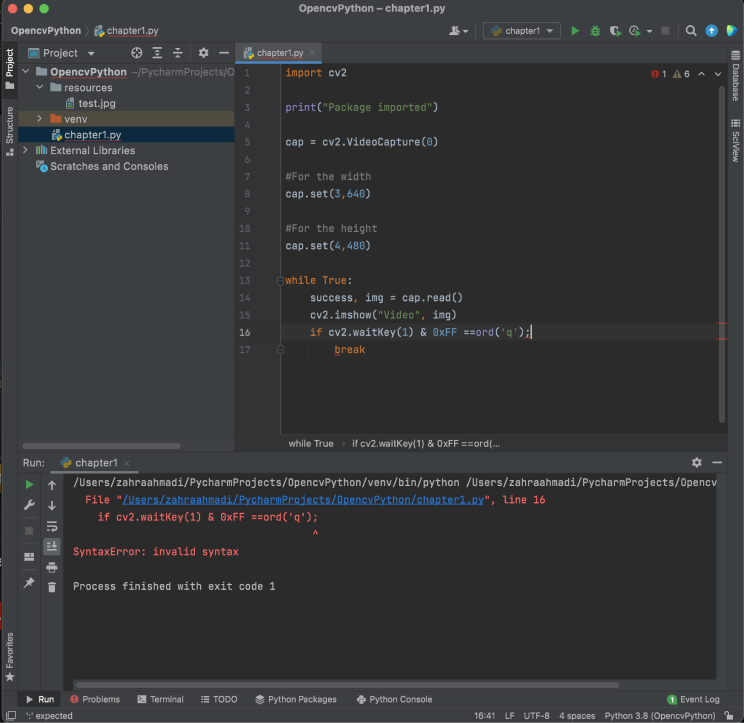 OpencvPython – chapter1.py
OpencvPython
chapter1.py
chapter1
Project
chapter1.py
OpencvPython ~/PycharmProjects/O
resources
test.jpg
venv
chapter1.py
External Libraries
Scratches and Consoles
Project
Structure
Favorites
Database
SciView
1 6
1 import cv2
2
3 print("Package imported")
4
5 cap = cv2.VideoCapture(0)
6
7 #For the width
8 cap.set(3,640)
9
10 #For the height
11 cap.set(4,480)
12
13 while True:
14 success, img = cap.read()
15 cv2.imshow("Video", img)
16 if cv2.waitKey(1) & 0xFF ==ord('q');
17 break
while True › if cv2.waitKey(1) & 0xFF ==ord(...
Run: chapter1
/Users/zahraahmadi/PycharmProjects/OpencvPython/venv/bin/python /Users/zahraahmadi/PycharmProjects/Opencv
File "/Users/zahraahmadi/PycharmProjects/OpencvPython/chapter1.py", line 16
if cv2.waitKey(1) & 0xFF ==ord('q');
^
SyntaxError: invalid syntax
Process finished with exit code 1
Run Problems Terminal TODO Python Packages Python Console 1 Event Log
':' expected 16:41 LF UTF-8 4 spaces Python 3.8 (OpencvPython)